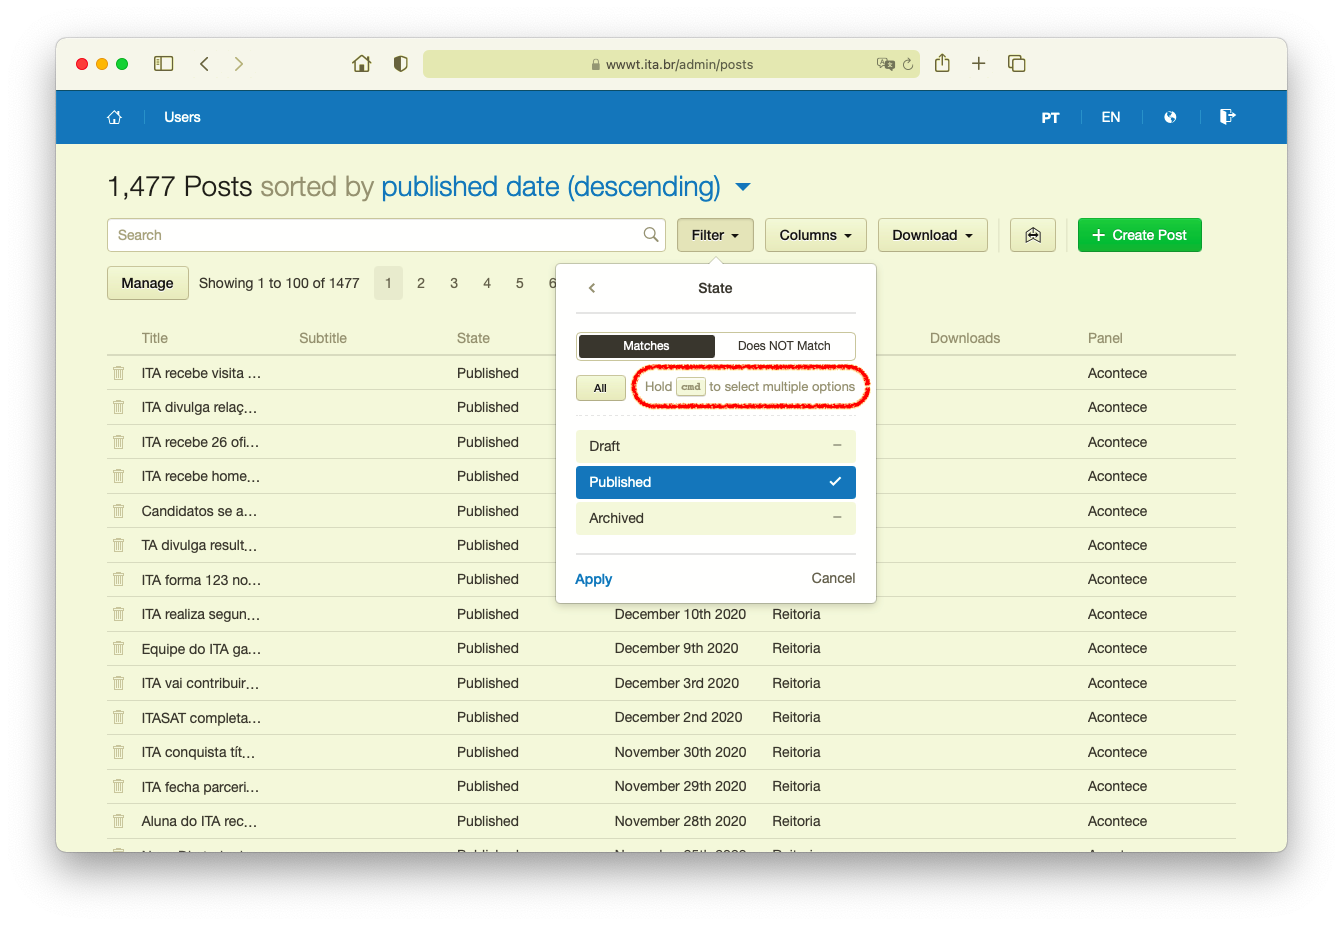 wwwt.ita.br/admin/posts
Users
PT
EN
1,477 Posts sorted by published date (descending)
Search
Filter
Columns
Download
+ Create Post
Manage
Showing 1 to 100 of 1477
1 2 3 4 5 6
State
Matches
Does NOT Match
All
Hold cmd to select multiple options
Draft
Published
Archived
Apply
Cancel
Title Subtitle State Downloads Panel
ITA recebe visita ... Published Acontece
ITA divulga relaç... Published Acontece
ITA recebe 26 ofi... Published Acontece
ITA recebe home... Published Acontece
Candidatos se a... Published Acontece
TA divulga result... Published Acontece
ITA forma 123 no... Published Acontece
ITA realiza segun... Published December 10th 2020 Reitoria Acontece
Equipe do ITA ga... Published December 9th 2020 Reitoria Acontece
ITA vai contribuir... Published December 3rd 2020 Reitoria Acontece
ITASAT completa... Published December 2nd 2020 Reitoria Acontece
ITA conquista tít... Published November 30th 2020 Reitoria Acontece
ITA fecha parceri... Published November 29th 2020 Reitoria Acontece
Aluna do ITA rec... Published November 28th 2020 Reitoria Acontece